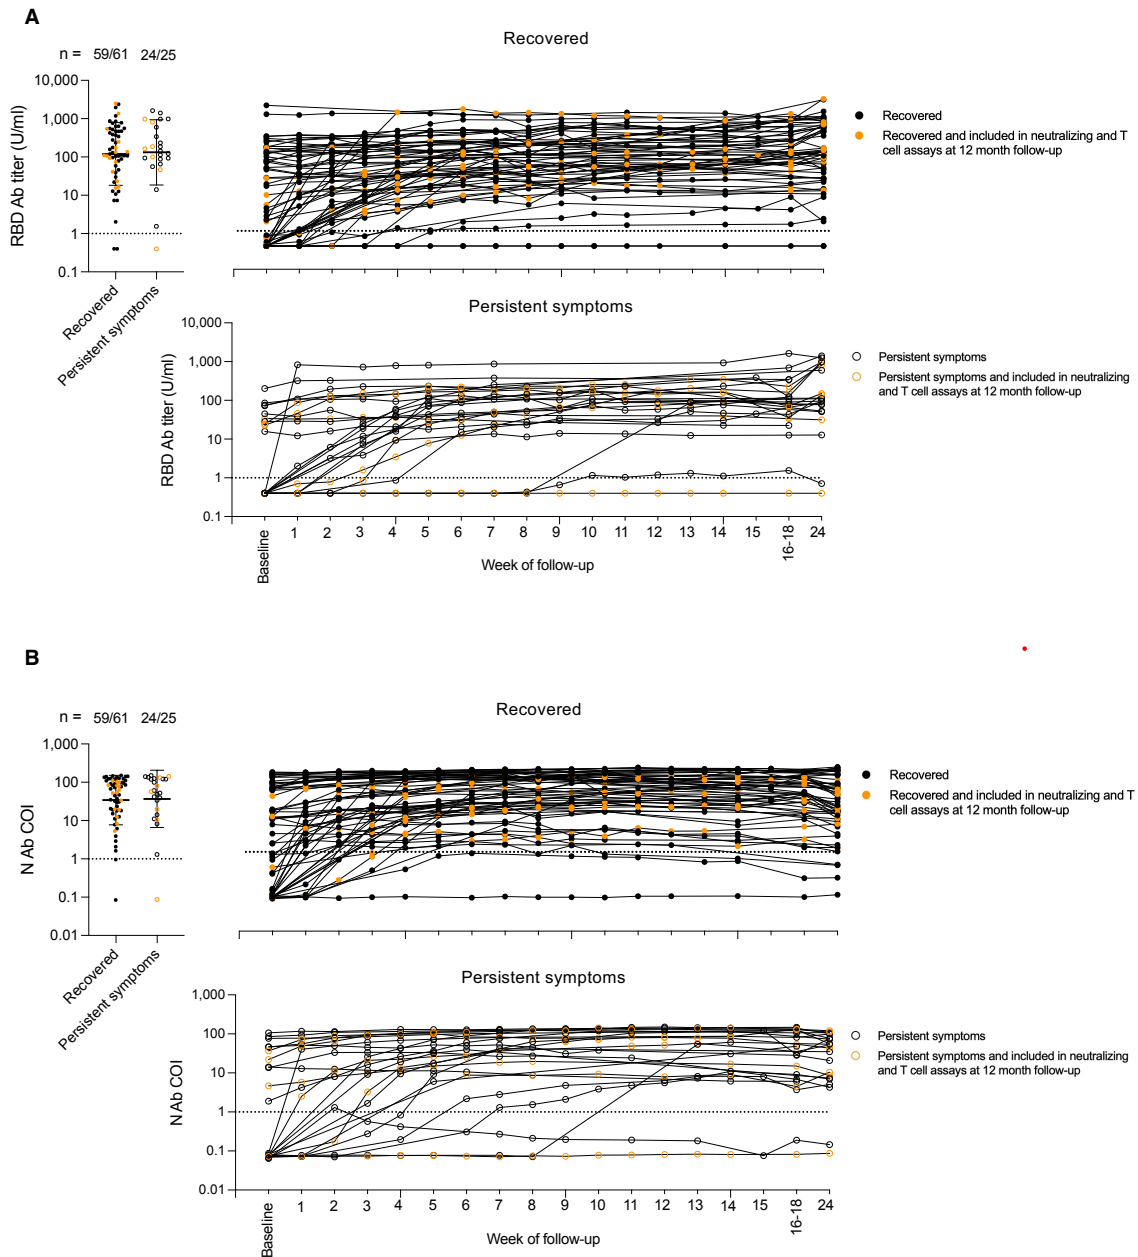 A
n = 59/61 24/25
Recovered
10,000
1,000
100
10
1
0.1
RBD Ab titer (U/ml)
Recovered
Persistent symptoms
Recovered
Recovered and included in neutralizing and T
cell assays at 12 month follow-up
Persistent symptoms
10,000
1,000
100
10
1
0.1
RBD Ab titer (U/ml)
Persistent symptoms
Persistent symptoms and included in neutralizing
and T cell assays at 12 month follow-up
Baseline 1 2 3 4 5 6 7 8 9 10 11 12 13 14 15 16-18 24
Week of follow-up
B
n = 59/61 24/25
Recovered
1,000
100
10
1
0.1
0.01
N Ab COI
Recovered
Persistent symptoms
Recovered
Recovered and included in neutralizing and T
cell assays at 12 month follow-up
Persistent symptoms
1,000
100
10
1
0.1
0.01
N Ab COI
Persistent symptoms
Persistent symptoms and included in neutralizing
and T cell assays at 12 month follow-up
Baseline 1 2 3 4 5 6 7 8 9 10 11 12 13 14 15 16-18 24
Week of follow-up